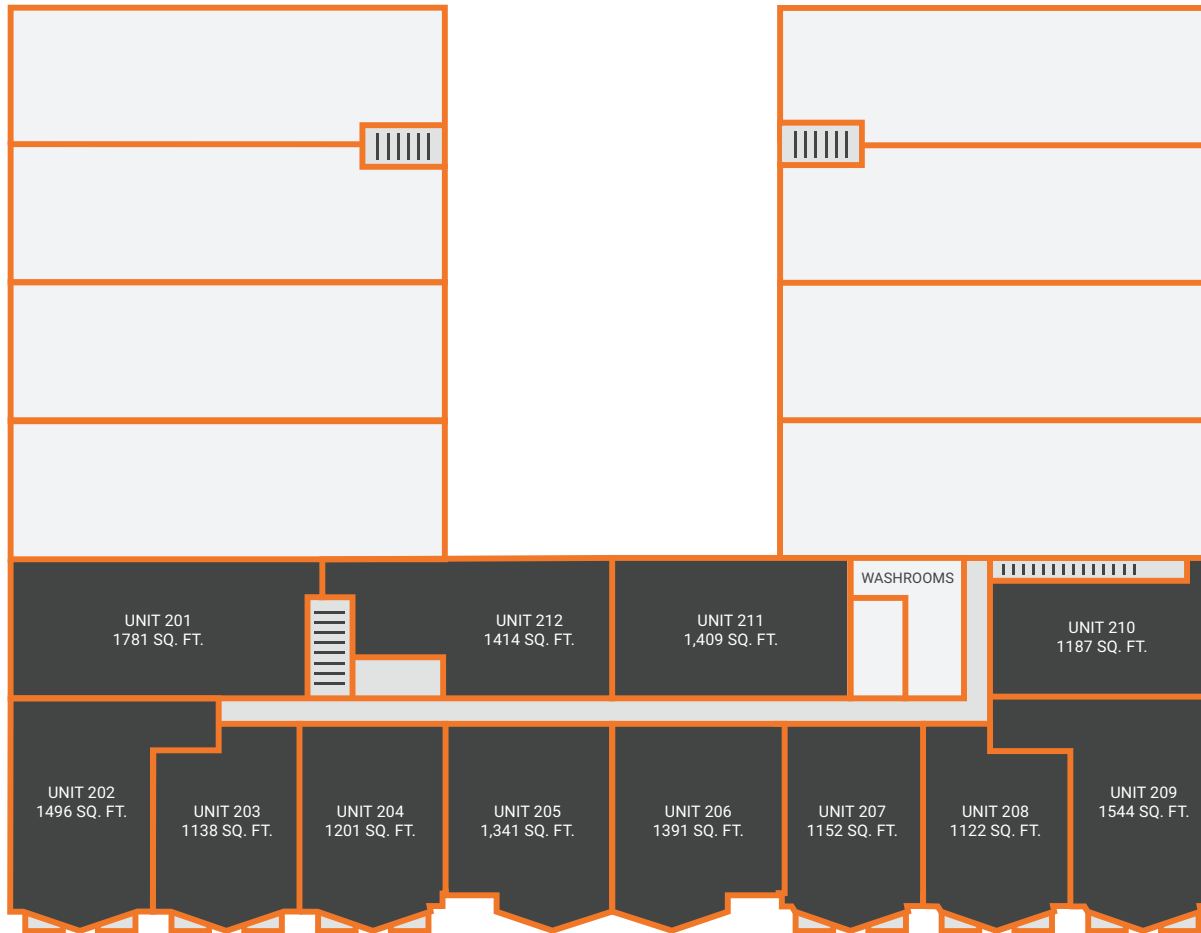 WASHROOMS
UNIT 201
1781 SQ. FT.
UNIT 212
1414 SQ. FT.
UNIT 211
1,409 SQ. FT.
UNIT 210
1187 SQ. FT.
UNIT 202
1496 SQ. FT.
UNIT 203
1138 SQ. FT.
UNIT 204
1201 SQ. FT.
UNIT 205
1,341 SQ. FT.
UNIT 206
1391 SQ. FT.
UNIT 207
1152 SQ. FT.
UNIT 208
1122 SQ. FT.
UNIT 209
1544 SQ. FT.